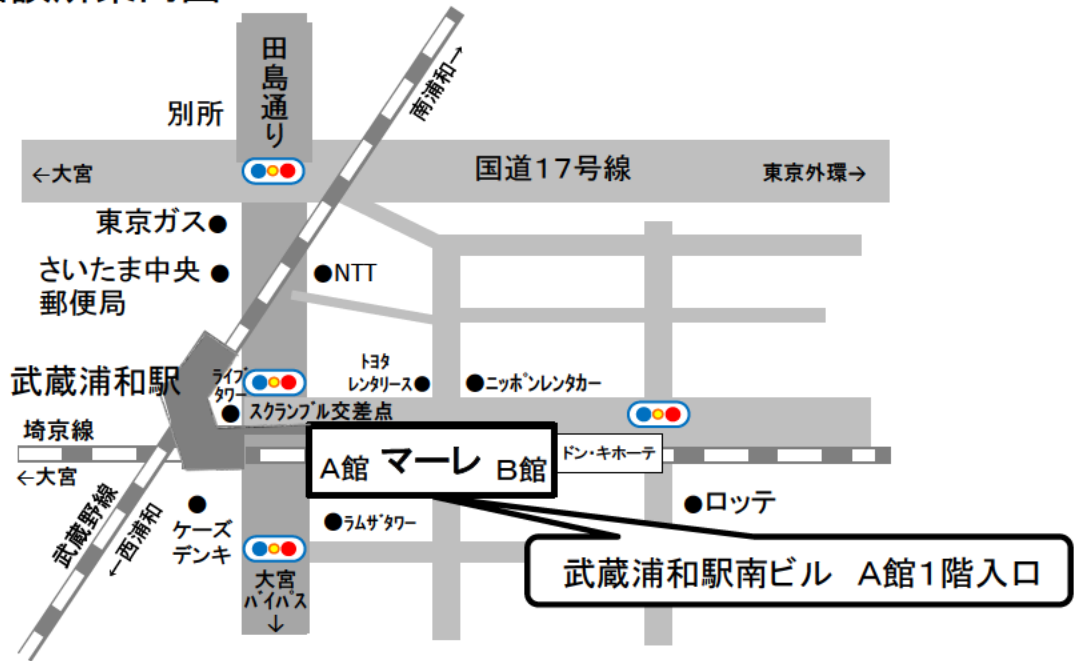 田島通り
南浦和→
別所
←大宮
国道17号線
東京外環→
東京ガス●
さいたま中央●
郵便局
●NTT
武蔵浦和駅
ライブ
タワー
トヨタ
レンタリース●
●ニッポンレンタカー
スクランブル交差点
埼京線
←大宮
A館 マーレ B館
ドン・キホーテ
武蔵野線
←西浦和
ケーズ
デンキ
●ラムザタワー
●ロッテ
大宮
バイパス
↓
武蔵浦和駅南ビル A館1階入口